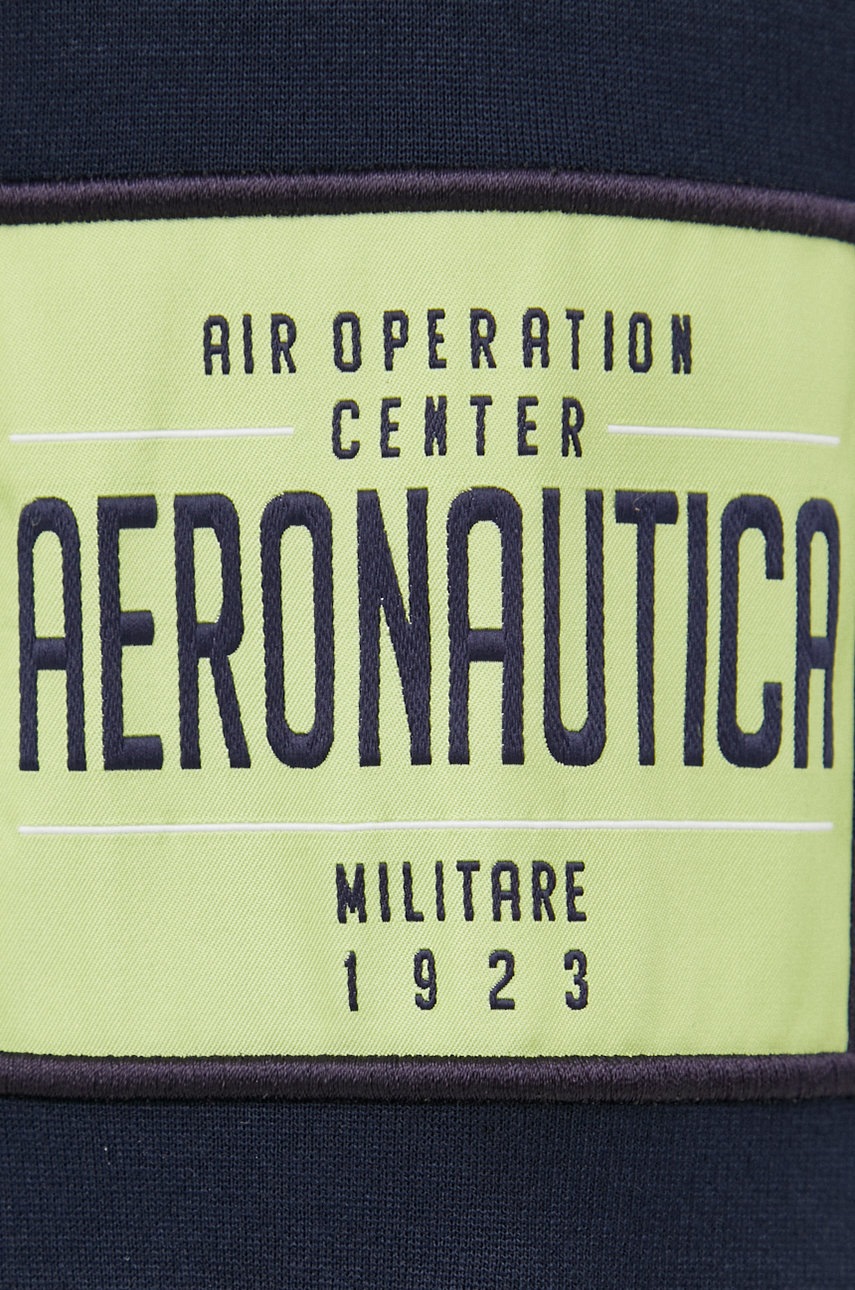 AIR OPERATION
CENTER
AERONAUTICA
MILITARE
1923